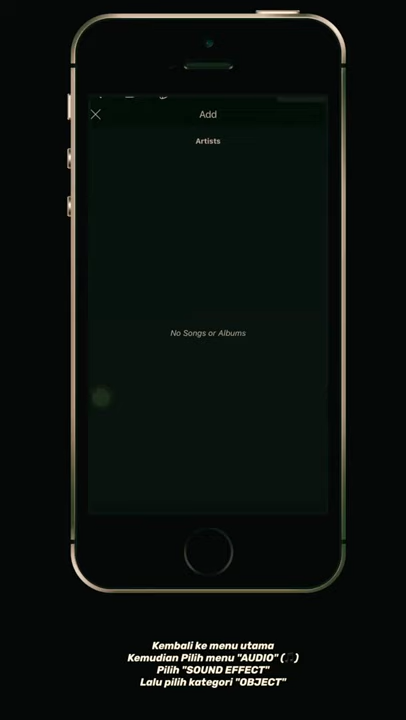 Add
Artists
No Songs or Albums
Kembali ke menu utama
Kemudian Pilih menu "AUDIO" (🎵)
Pilih "SOUND EFFECT"
Lalu pilih kategori "OBJECT"